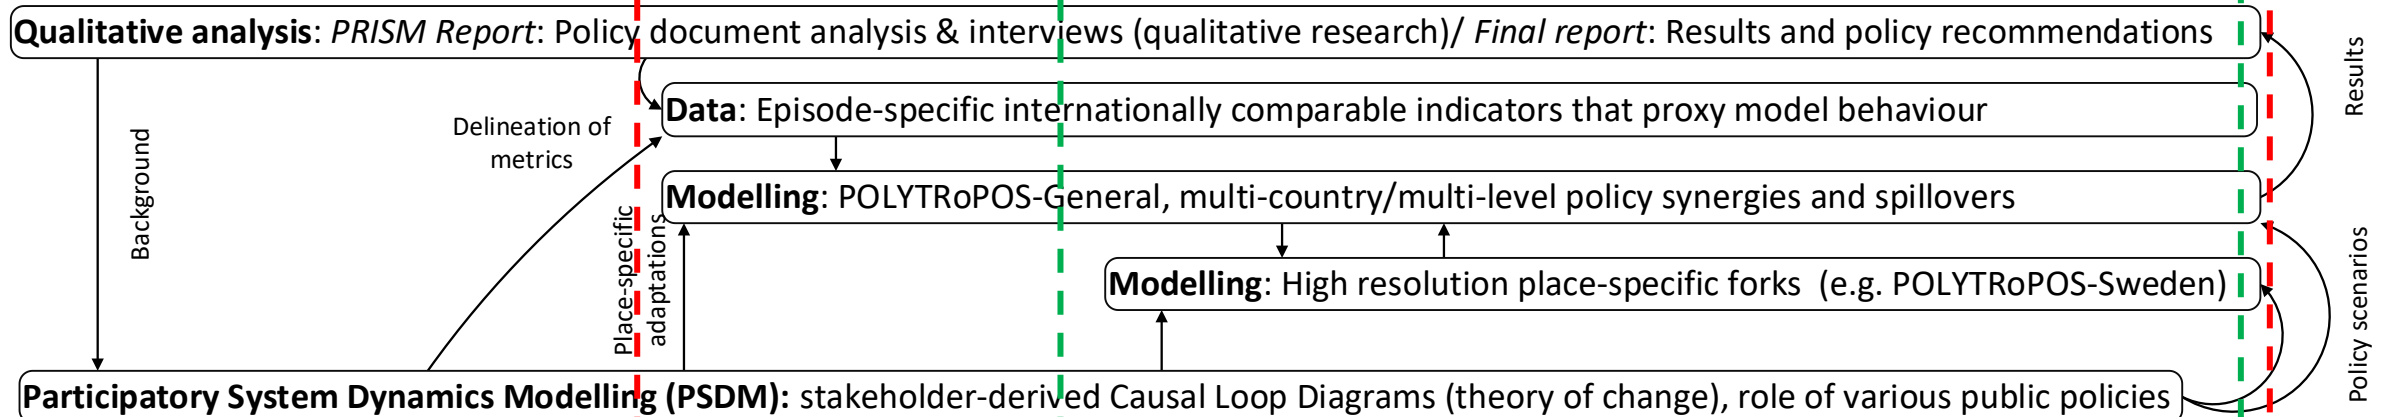 Qualitative analysis: PRISM Report: Policy document analysis & interviews (qualitative research)/ Final report: Results and policy recommendations
Results
Data: Episode-specific internationally comparable indicators that proxy model behaviour
Delineation of
metrics
Background
Modelling: POLYTRoPOS-General, multi-country/multi-level policy synergies and spillovers
Place-specific
adaptations
Modelling: High resolution place-specific forks (e.g. POLYTRoPOS-Sweden)
Policy scenarios
Participatory System Dynamics Modelling (PSDM): stakeholder-derived Causal Loop Diagrams (theory of change), role of various public policies